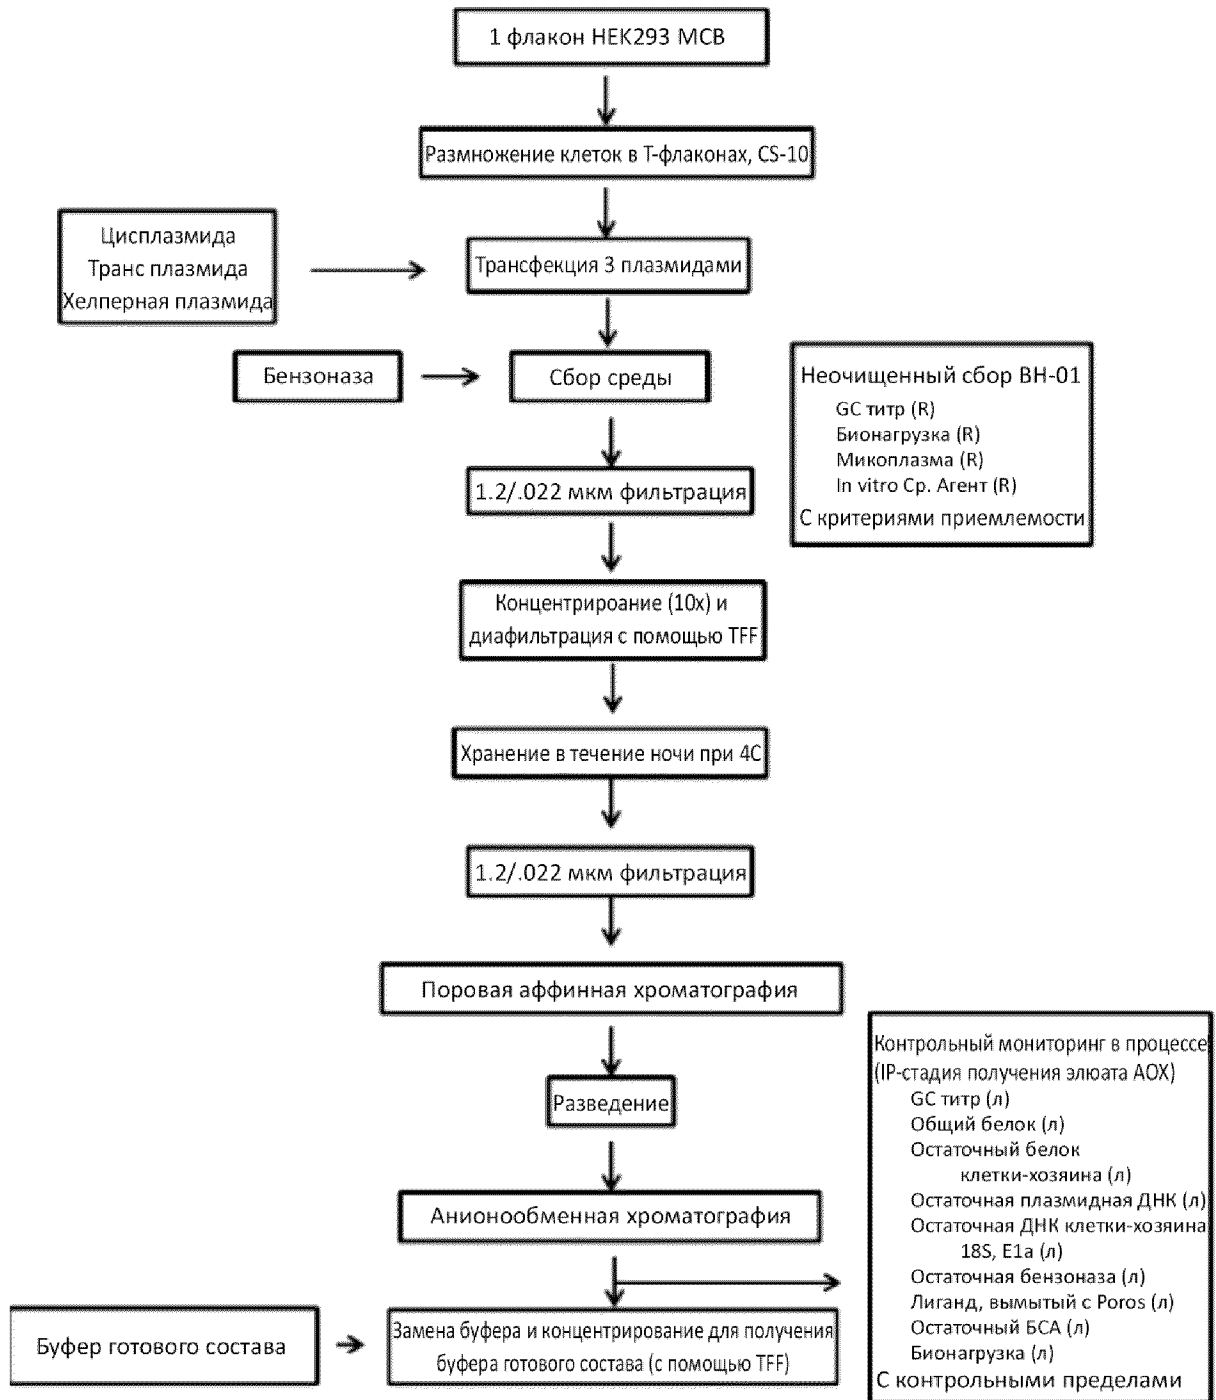 1 флакон HEK293 MCB
Размножение клеток в Т-флаконах, CS-10
Цисплазмида
Транс плазмида
Хелперная плазмида
Трансфекция 3 плазмидами
Бензоназа
Сбор среды
Неочищенный сбор BH-01
GC титр (R)
Бионагрузка (R)
Микоплазма (R)
In vitro Ср. Агент (R)
С критериями приемлемости
1.2/.022 мкм фильтрация
Концентрироание (10x) и
диафильтрация с помощью TFF
Хранение в течение ночи при 4С
1.2/.022 мкм фильтрация
Поровая аффинная хроматография
Разведение
Анионообменная хроматография
Контрольный мониторинг в процессе
(IP-стадия получения элюата АОХ)
GC титр (л)
Общий белок (л)
Остаточный белок
клетки-хозяина (л)
Остаточная плазмидная ДНК (л)
Остаточная ДНК клетки-хозяина
18S, E1a (л)
Остаточная бензоназа (л)
Лиганд, вымытый с Poros (л)
Остаточный БСА (л)
Бионагрузка (л)
С контрольными пределами
Буфер готового состава
Замена буфера и концентрирование для получения
буфера готового состава (с помощью TFF)